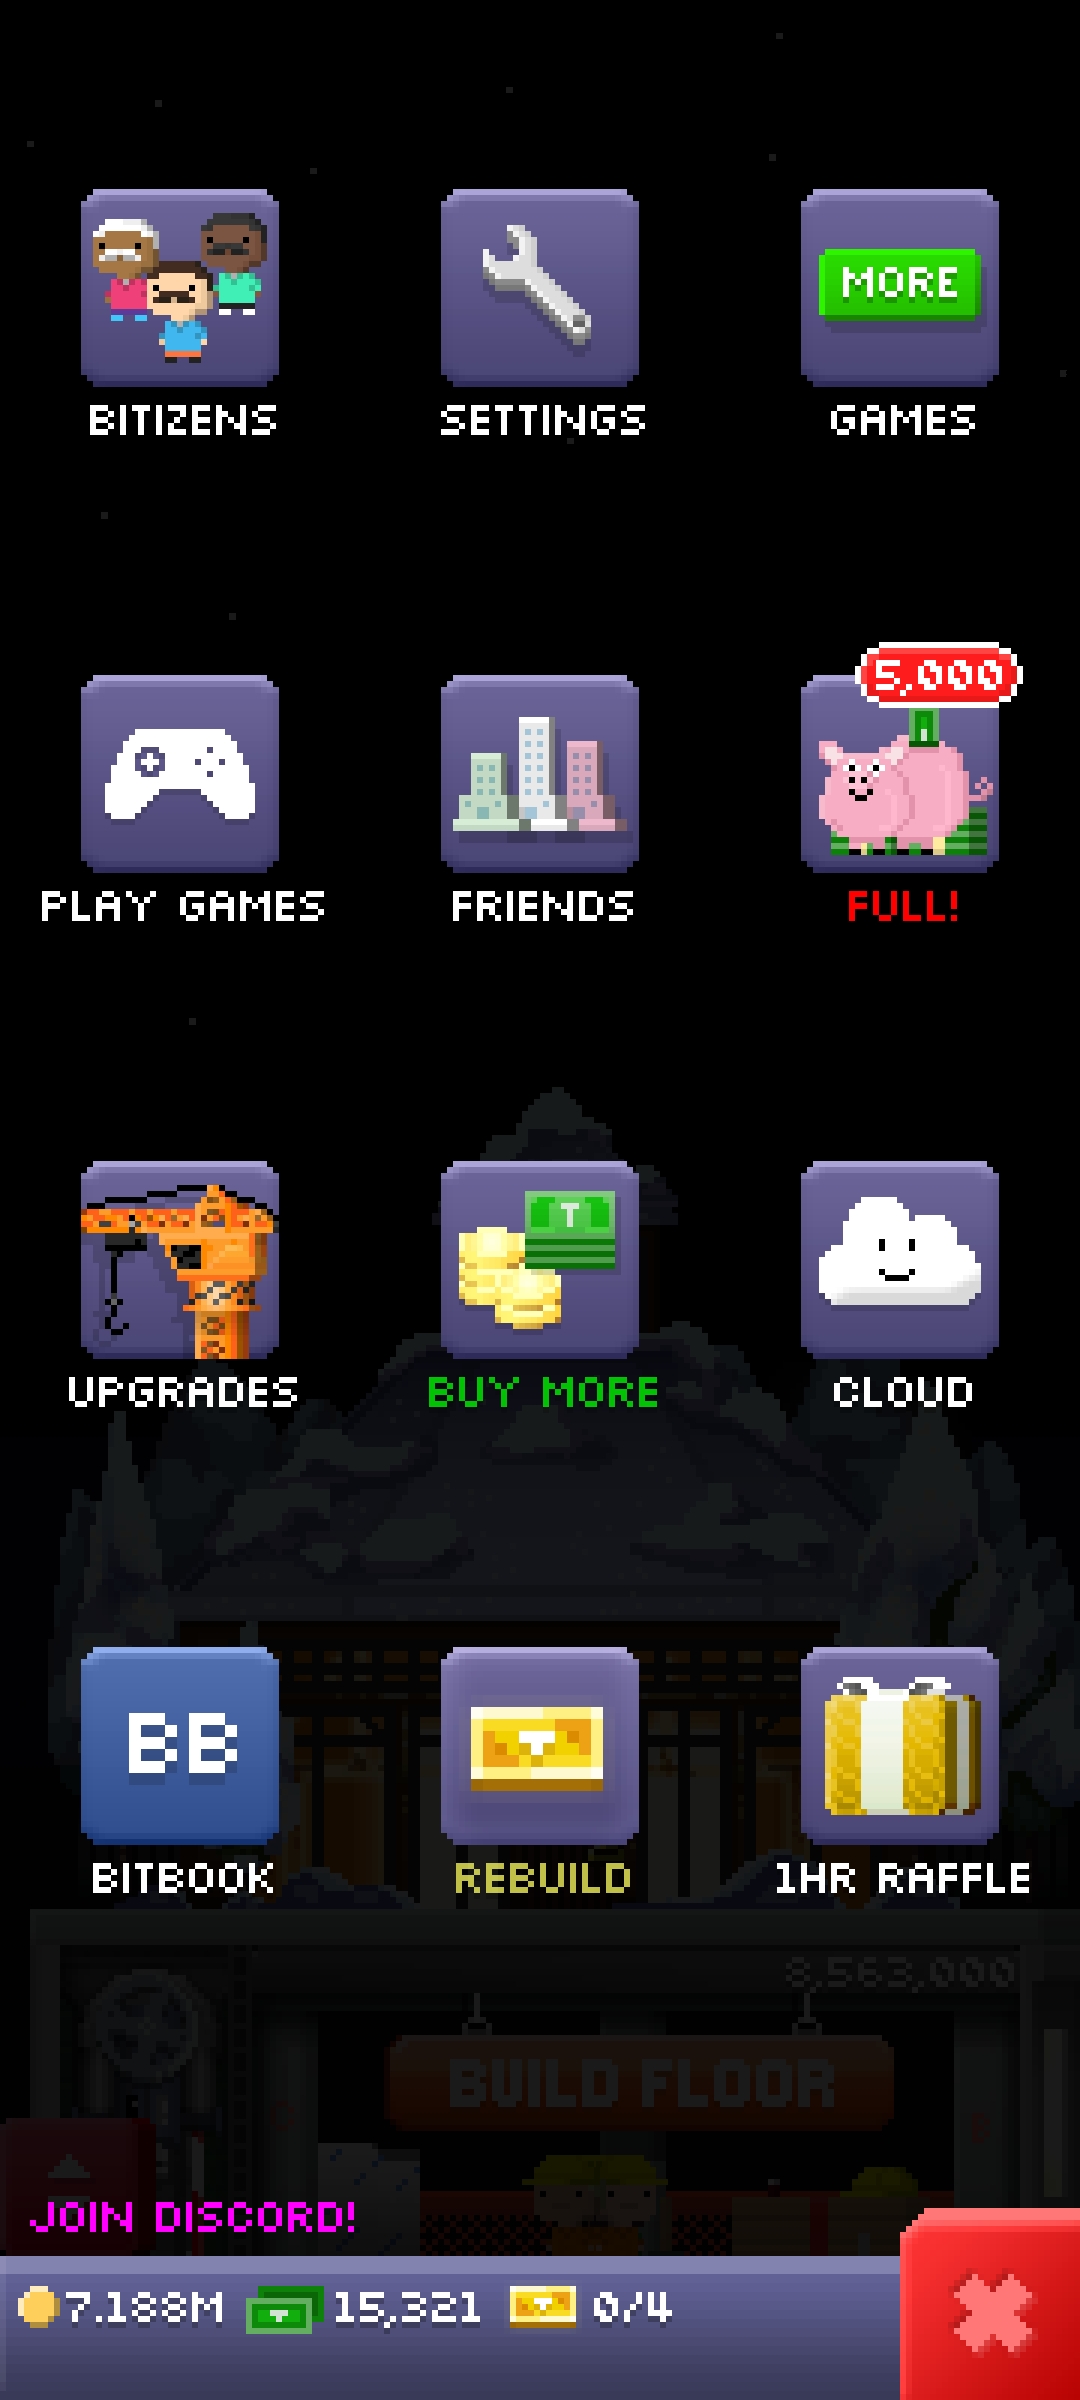 MORE
BITIZENS
SETTINGS
GAMES
5,000
PLAY GAMES
FRIENDS
FULL!
UPGRADES
BUY MORE
CLOUD
BB
BITBOOK
REBUILD
1HR RAFFLE
8,563,000
BUILD FLOOR
JOIN DISCORD!
7.188M 15,321 0/4